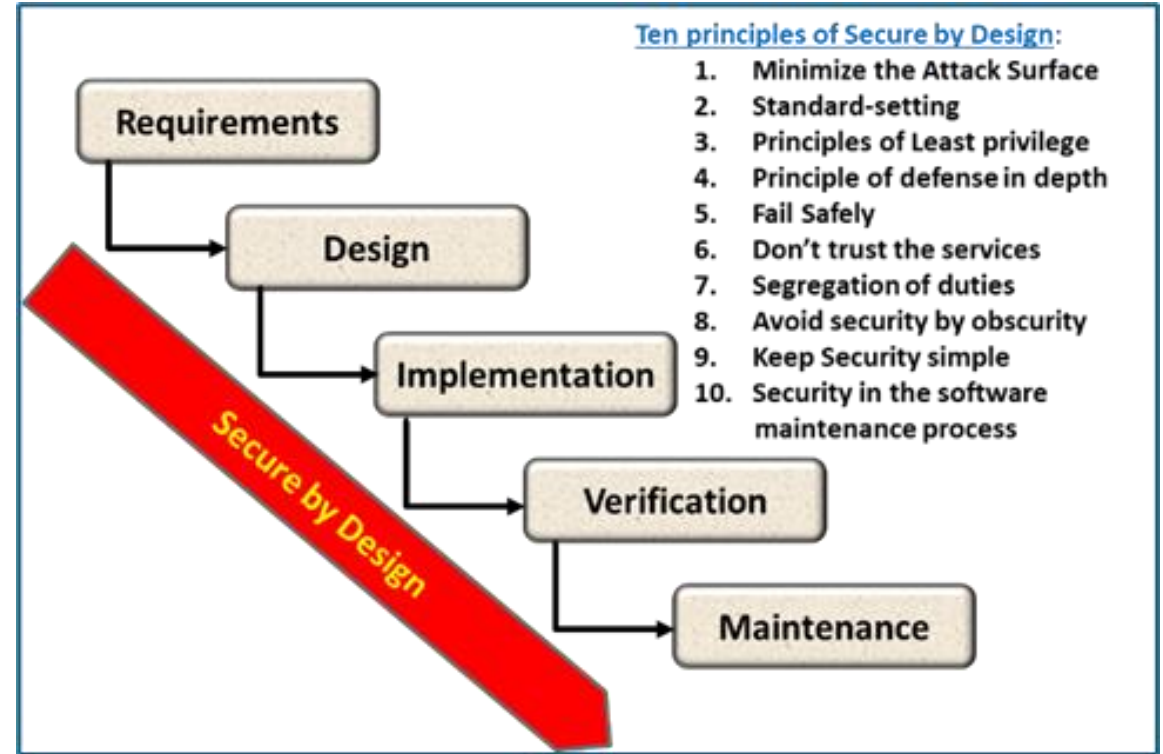 Ten principles of Secure by Design:
1. Minimize the Attack Surface
2. Standard-setting
3. Principles of Least privilege
4. Principle of defense in depth
5. Fail Safely
6. Don’t trust the services
7. Segregation of duties
8. Avoid security by obscurity
9. Keep Security simple
10. Security in the software
maintenance process
Requirements
Design
Implementation
Verification
Maintenance
Secure by Design